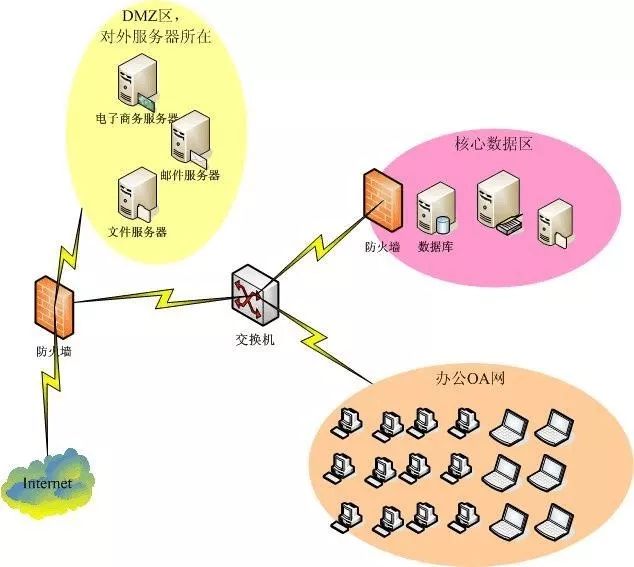 DMZ区，
对外服务器所在
电子商务服务器
邮件服务器
文件服务器
核心数据区
防火墙
数据库
交换机
防火墙
办公OA网
Internet